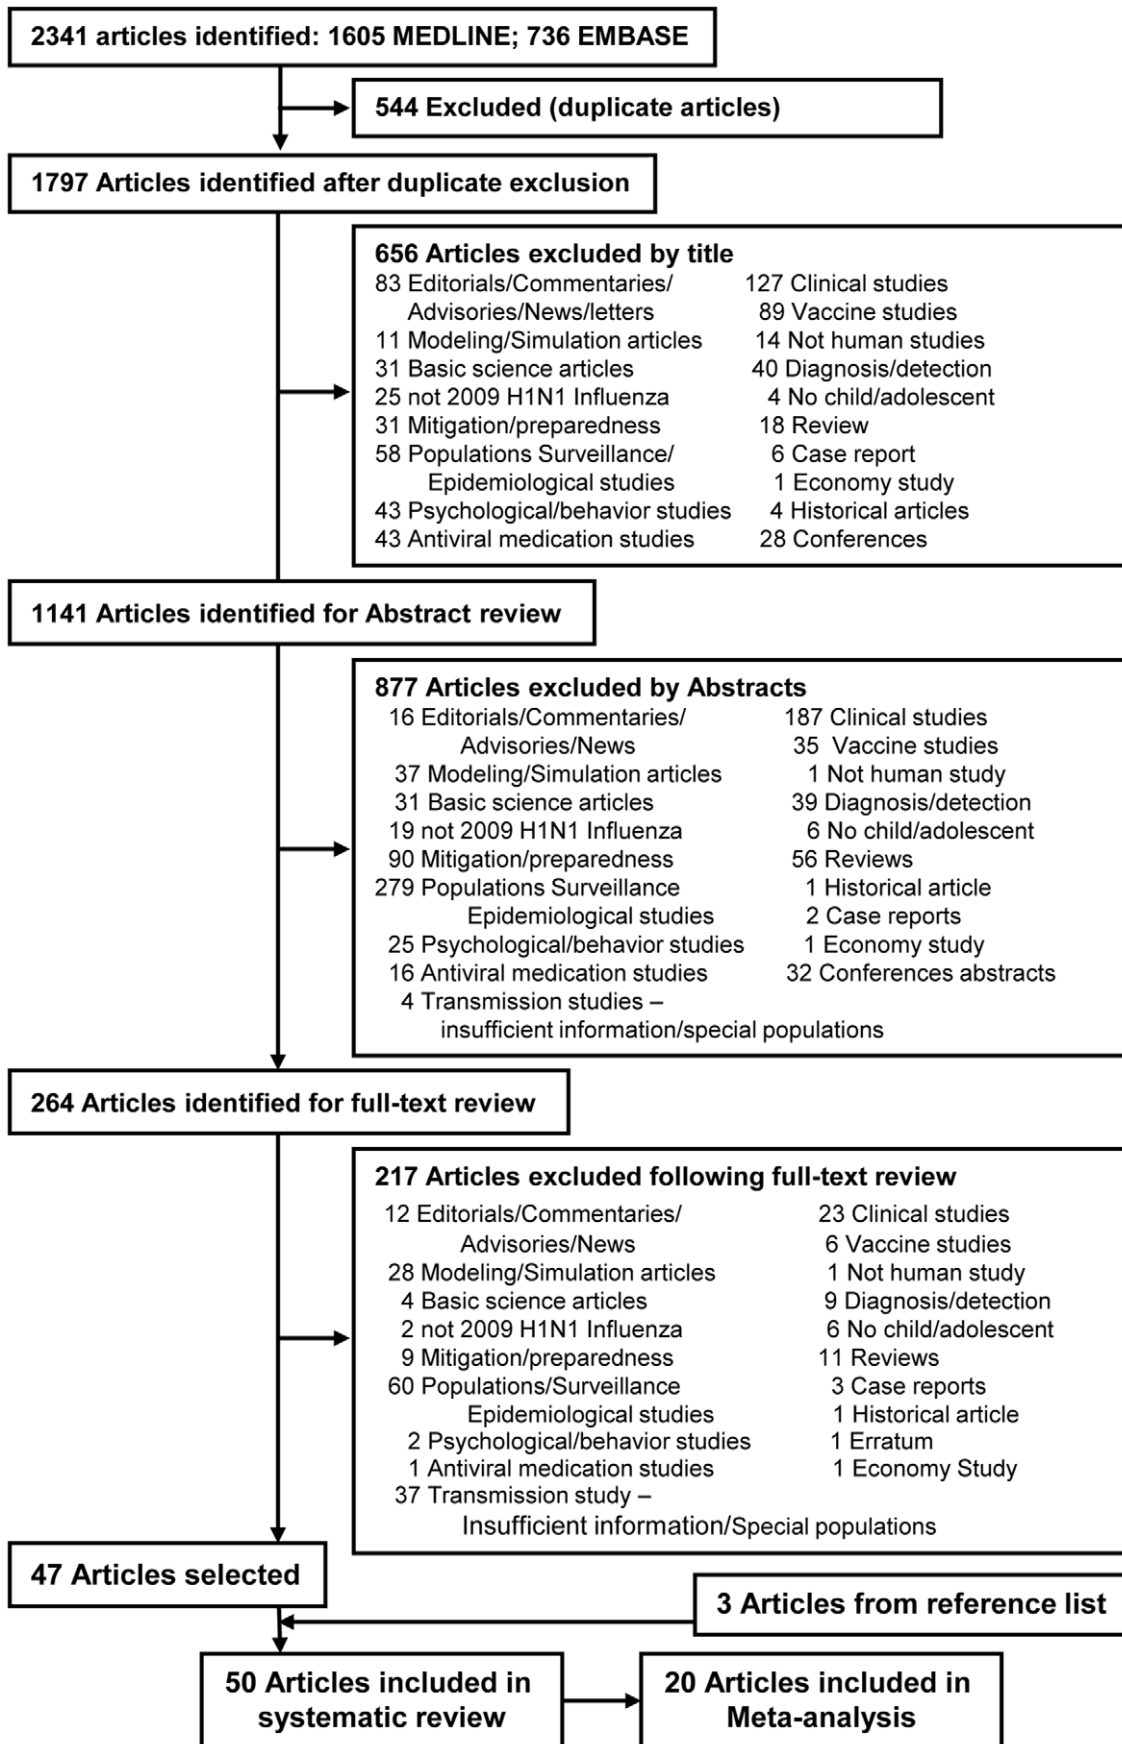 2341 articles identified: 1605 MEDLINE; 736 EMBASE
544 Excluded (duplicate articles)
1797 Articles identified after duplicate exclusion
656 Articles excluded by title
83 Editorials/Commentaries/
Advisories/News/letters
11 Modeling/Simulation articles
31 Basic science articles
25 not 2009 H1N1 Influenza
31 Mitigation/preparedness
58 Populations Surveillance/
Epidemiological studies
43 Psychological/behavior studies
43 Antiviral medication studies
127 Clinical studies
89 Vaccine studies
14 Not human studies
40 Diagnosis/detection
4 No child/adolescent
18 Review
6 Case report
1 Economy study
4 Historical articles
28 Conferences
1141 Articles identified for Abstract review
877 Articles excluded by Abstracts
16 Editorials/Commentaries/
Advisories/News
37 Modeling/Simulation articles
31 Basic science articles
19 not 2009 H1N1 Influenza
90 Mitigation/preparedness
279 Populations Surveillance
Epidemiological studies
25 Psychological/behavior studies
16 Antiviral medication studies
4 Transmission studies –
insufficient information/special populations
187 Clinical studies
35 Vaccine studies
1 Not human study
39 Diagnosis/detection
6 No child/adolescent
56 Reviews
1 Historical article
2 Case reports
1 Economy study
32 Conferences abstracts
264 Articles identified for full-text review
217 Articles excluded following full-text review
12 Editorials/Commentaries/
Advisories/News
28 Modeling/Simulation articles
4 Basic science articles
2 not 2009 H1N1 Influenza
9 Mitigation/preparedness
60 Populations/Surveillance
Epidemiological studies
2 Psychological/behavior studies
1 Antiviral medication studies
37 Transmission study –
Insufficient information/Special populations
23 Clinical studies
6 Vaccine studies
1 Not human study
9 Diagnosis/detection
6 No child/adolescent
11 Reviews
3 Case reports
1 Historical article
1 Erratum
1 Economy Study
47 Articles selected
3 Articles from reference list
50 Articles included in
systematic review
20 Articles included in
Meta-analysis